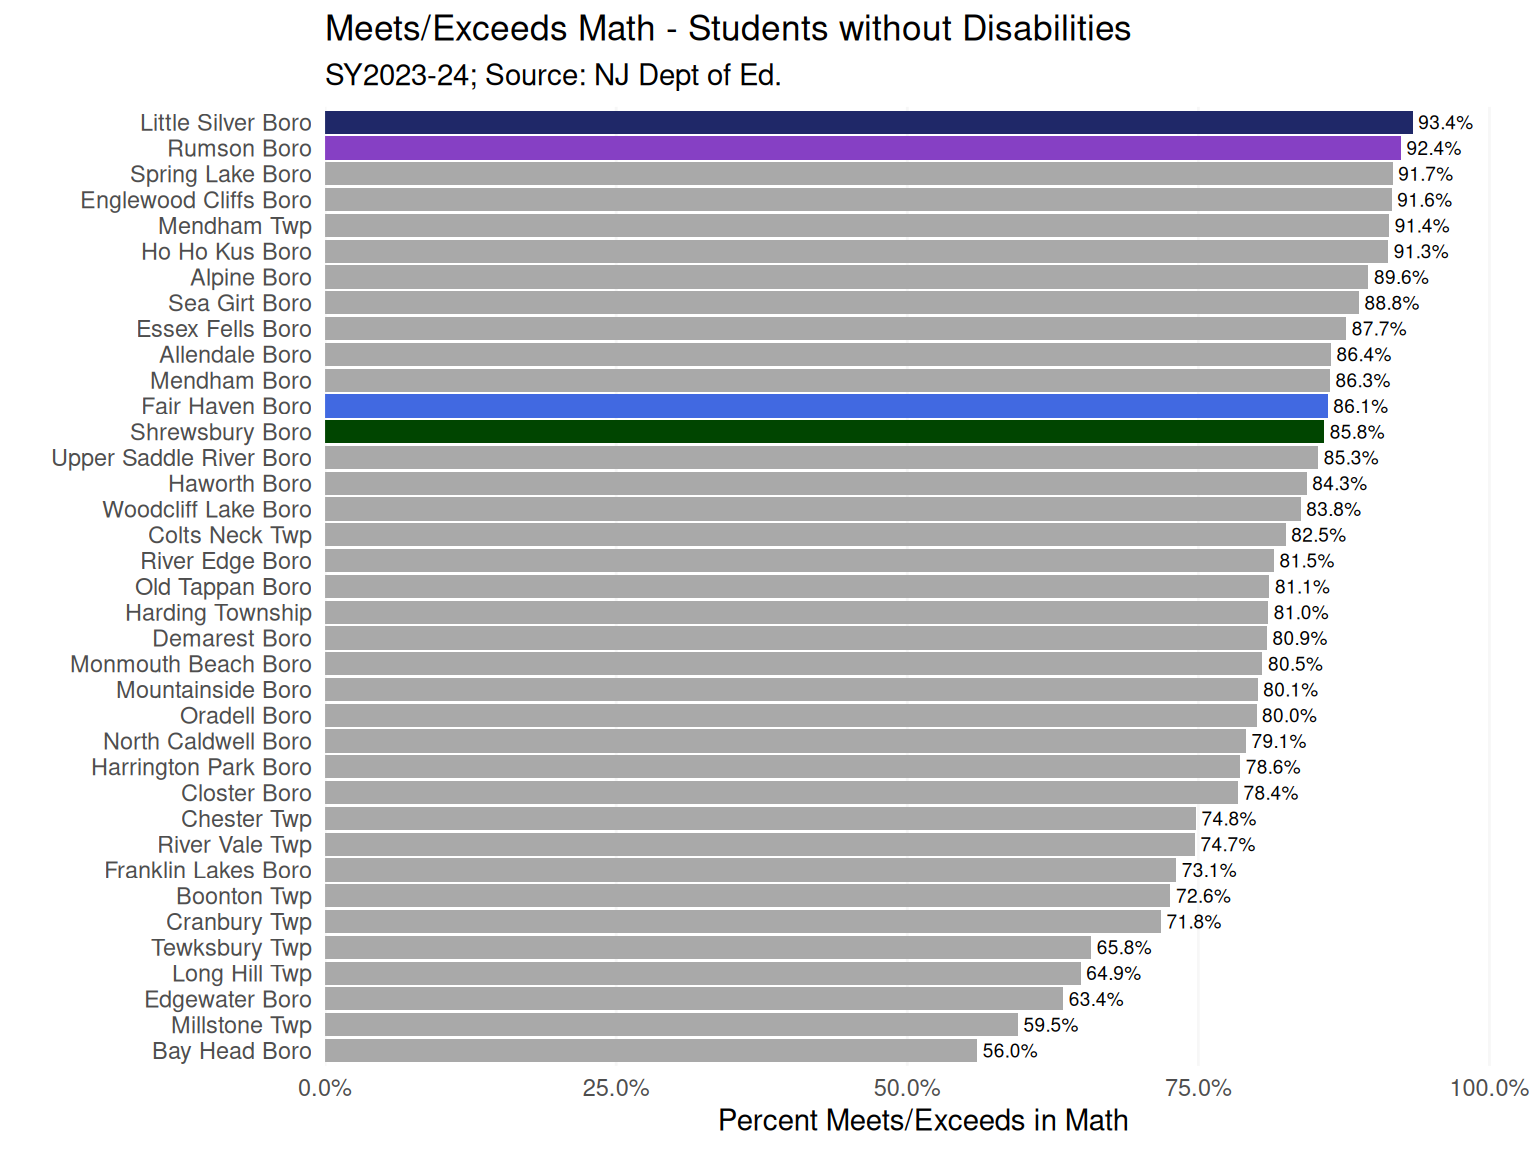 Meets/Exceeds Math - Students without Disabilities
SY2023-24; Source: NJ Dept of Ed.
Little Silver Boro 93.4%
Rumson Boro 92.4%
Spring Lake Boro 91.7%
Englewood Cliffs Boro 91.6%
Mendham Twp 91.4%
Ho Ho Kus Boro 91.3%
Alpine Boro 89.6%
Sea Girt Boro 88.8%
Essex Fells Boro 87.7%
Allendale Boro 86.4%
Mendham Boro 86.3%
Fair Haven Boro 86.1%
Shrewsbury Boro 85.8%
Upper Saddle River Boro 85.3%
Haworth Boro 84.3%
Woodcliff Lake Boro 83.8%
Colts Neck Twp 82.5%
River Edge Boro 81.5%
Old Tappan Boro 81.1%
Harding Township 81.0%
Demarest Boro 80.9%
Monmouth Beach Boro 80.5%
Mountainside Boro 80.1%
Oradell Boro 80.0%
North Caldwell Boro 79.1%
Harrington Park Boro 78.6%
Closter Boro 78.4%
Chester Twp 74.8%
River Vale Twp 74.7%
Franklin Lakes Boro 73.1%
Boonton Twp 72.6%
Cranbury Twp 71.8%
Tewksbury Twp 65.8%
Long Hill Twp 64.9%
Edgewater Boro 63.4%
Millstone Twp 59.5%
Bay Head Boro 56.0%
0.0% 25.0% 50.0% 75.0% 100.0%
Percent Meets/Exceeds in Math